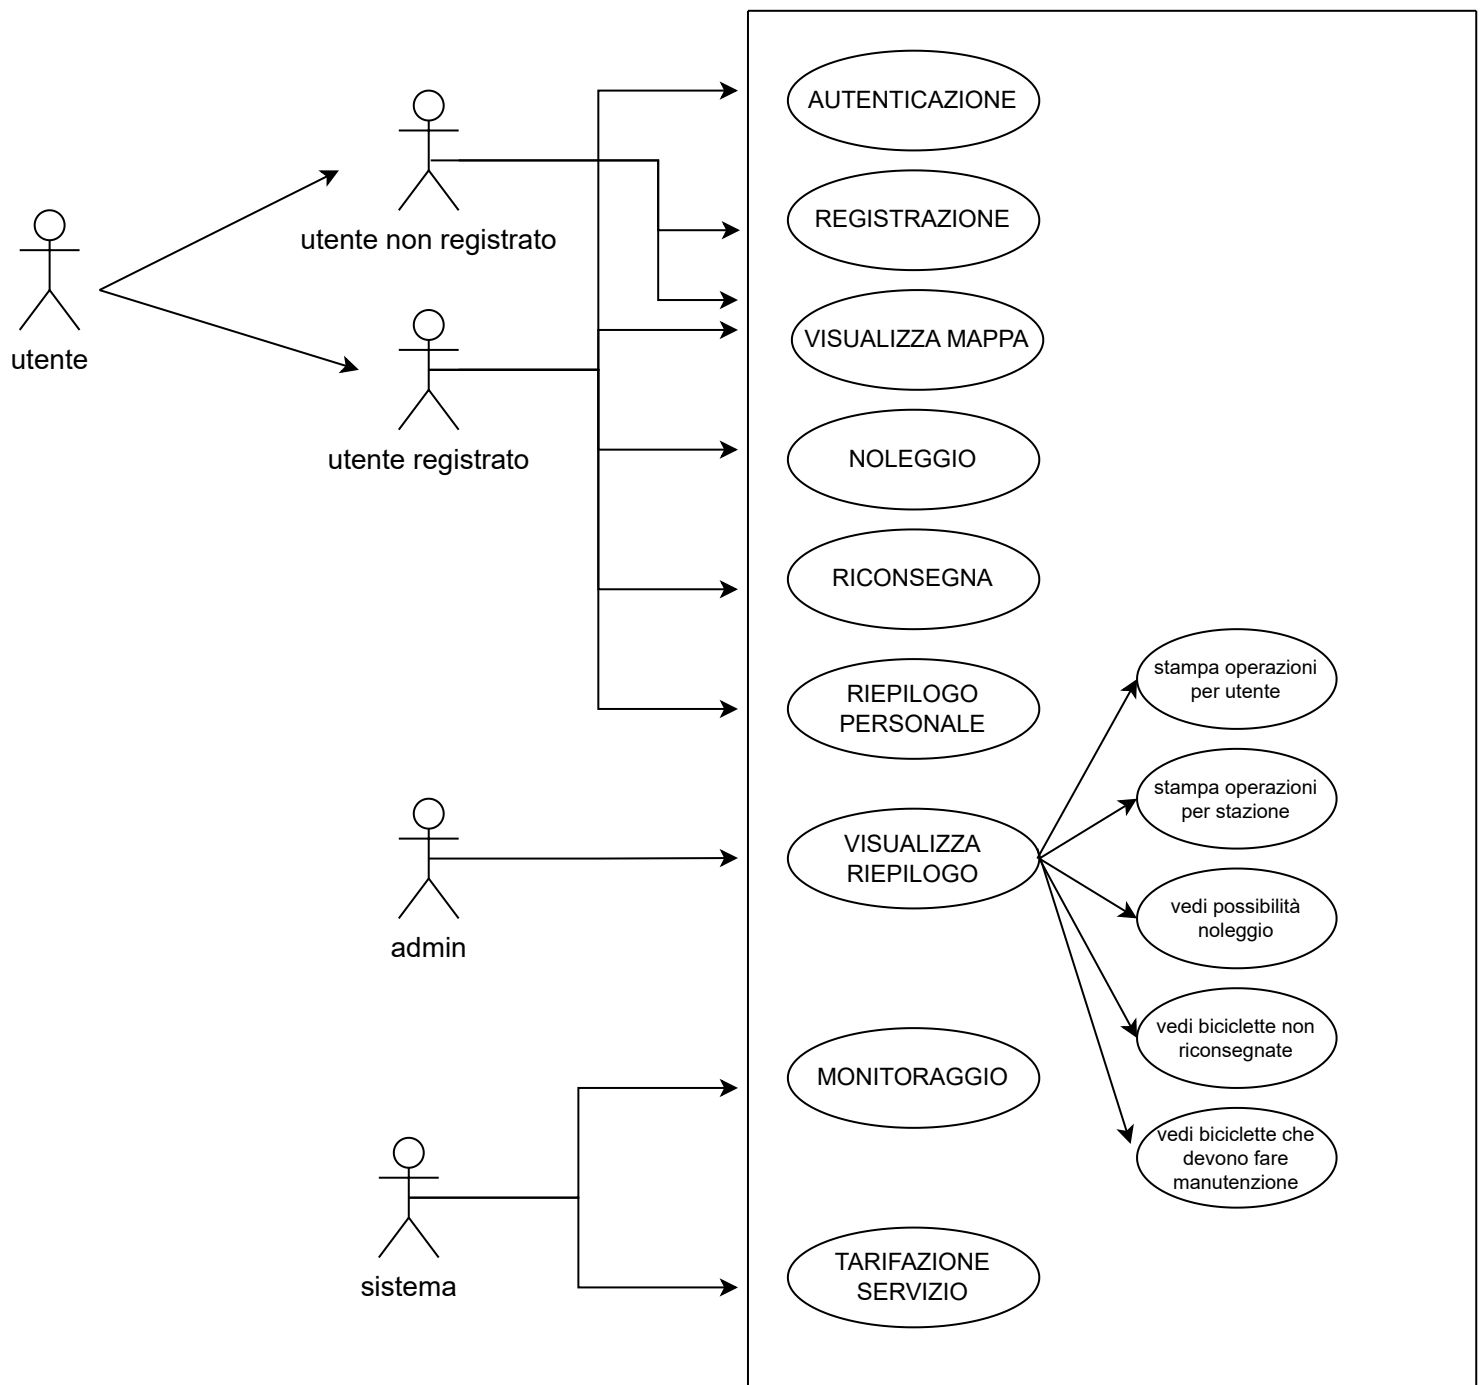 AUTENTICAZIONE
REGISTRAZIONE
utente non registrato
VISUALIZZA MAPPA
utente
utente registrato
NOLEGGIO
RICONSEGNA
RIEPILOGO
PERSONALE
stampa operazioni
per utente
stampa operazioni
per stazione
VISUALIZZA
RIEPILOGO
admin
vedi possibilità
noleggio
vedi biciclette non
riconsegnate
MONITORAGGIO
vedi biciclette che
devono fare
manutenzione
sistema
TARIFAZIONE
SERVIZIO